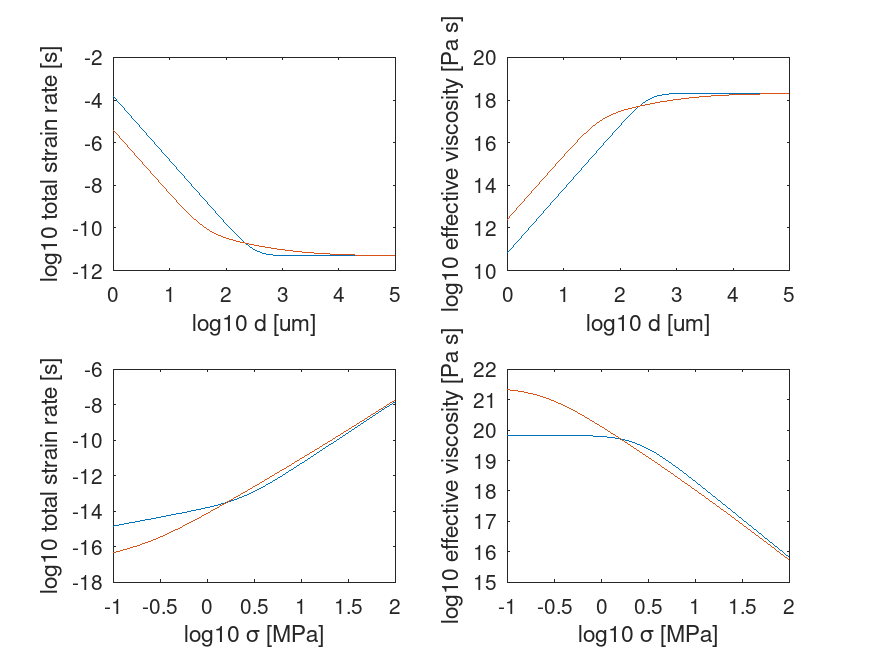 log10 total strain rate [s]
-2
-4
-6
-8
-10
-12
0 1 2 3 4 5
log10 d [um]
log10 effective viscosity [Pa s]
20
18
16
14
12
10
0 1 2 3 4 5
log10 d [um]
log10 total strain rate [s]
-6
-8
-10
-12
-14
-16
-18
-1 -0.5 0 0.5 1 1.5 2
log10 σ [MPa]
log10 effective viscosity [Pa s]
22
21
20
19
18
17
16
15
-1 -0.5 0 0.5 1 1.5 2
log10 σ [MPa]